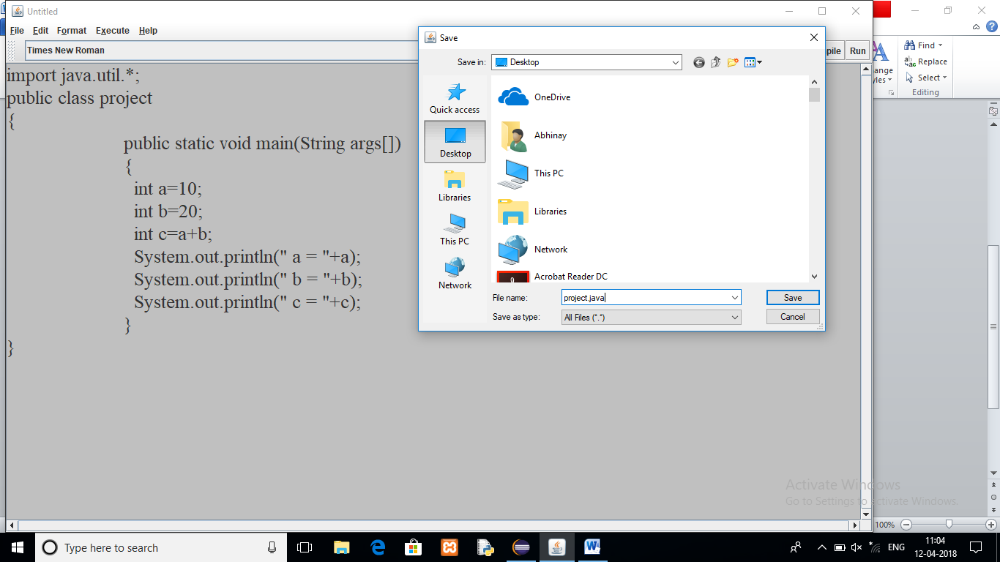 Untitled
File Edit Format Execute Help
Times New Roman
pile Run
import java.util.*;
public class project
{
public static void main(String args[])
{
int a=10;
int b=20;
int c=a+b;
System.out.println(" a = "+a);
System.out.println(" b = "+b);
System.out.println(" c = "+c);
}
}
Save
Save in: Desktop
Quick access
Desktop
Libraries
This PC
Network
OneDrive
Abhinay
This PC
Libraries
Network
Acrobat Reader DC
File name: project.java Save
Save as type: All Files (*.*) Cancel
Find
Replace
Select
Editing
ange
yles
Activate Windows
Go to Settings to activate Windows.
100%
Type here to search
ENG
11:04
12-04-2018